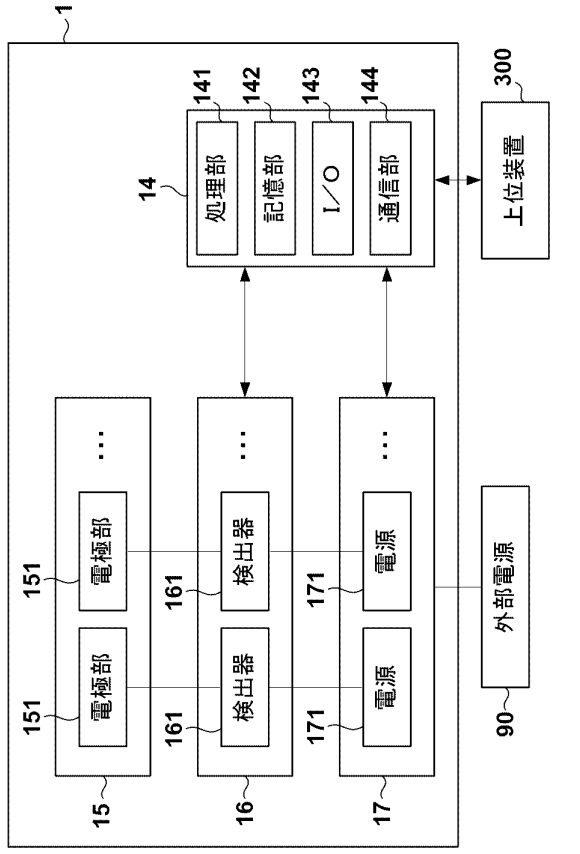 1
14
処理部
141
記憶部
142
I/O
143
通信部
144
上位装置
300
15
電極部
151
電極部
151
...
16
検出器
161
検出器
161
...
17
電源
171
電源
171
...
外部電源
90